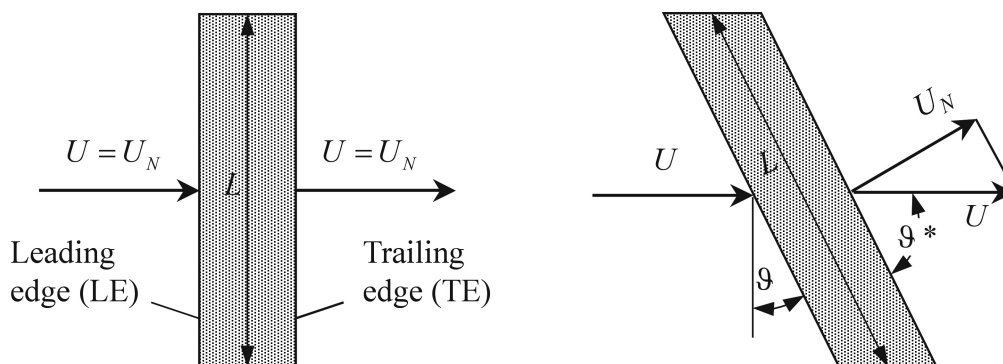 U = U_N
U = U_N
L
Leading
edge (LE)
Trailing
edge (TE)
U
L
U_N
U
ϑ*
ϑ